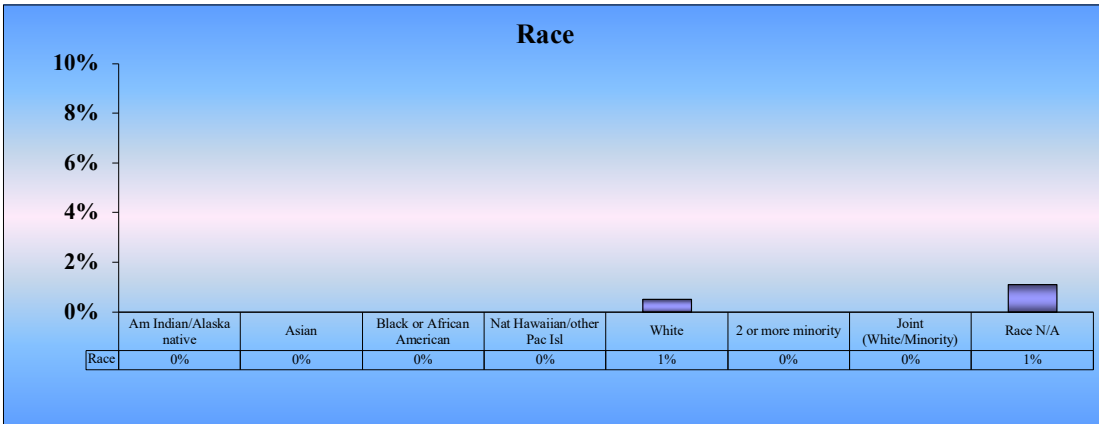 Race
10%
8%
6%
4%
2%
0%
Am Indian/Alaska
native
Asian
Black or African
American
Nat Hawaiian/other
Pac Isl
White
2 or more minority
Joint
(White/Minority)
Race N/A
Race 0% 0% 0% 0% 1% 0% 0% 1%